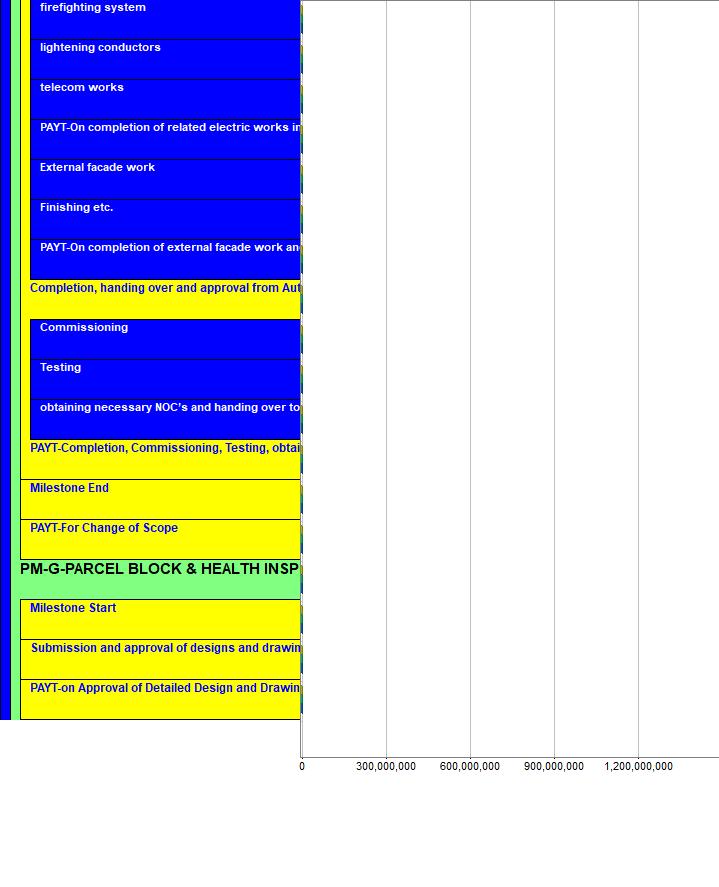 firefighting system
lightening conductors
telecom works
PAYT-On completion of related electric works in
External facade work
Finishing etc.
PAYT-On completion of external facade work an
Completion, handing over and approval from Aut
Commissioning
Testing
obtaining necessary NOC's and handing over to
PAYT-Completion, Commissioning, Testing, obtai
Milestone End
PAYT-For Change of Scope
PM-G-PARCEL BLOCK & HEALTH INSP
Milestone Start
Submission and approval of designs and drawin
PAYT-on Approval of Detailed Design and Drawin
0 300,000,000 600,000,000 900,000,000 1,200,000,000